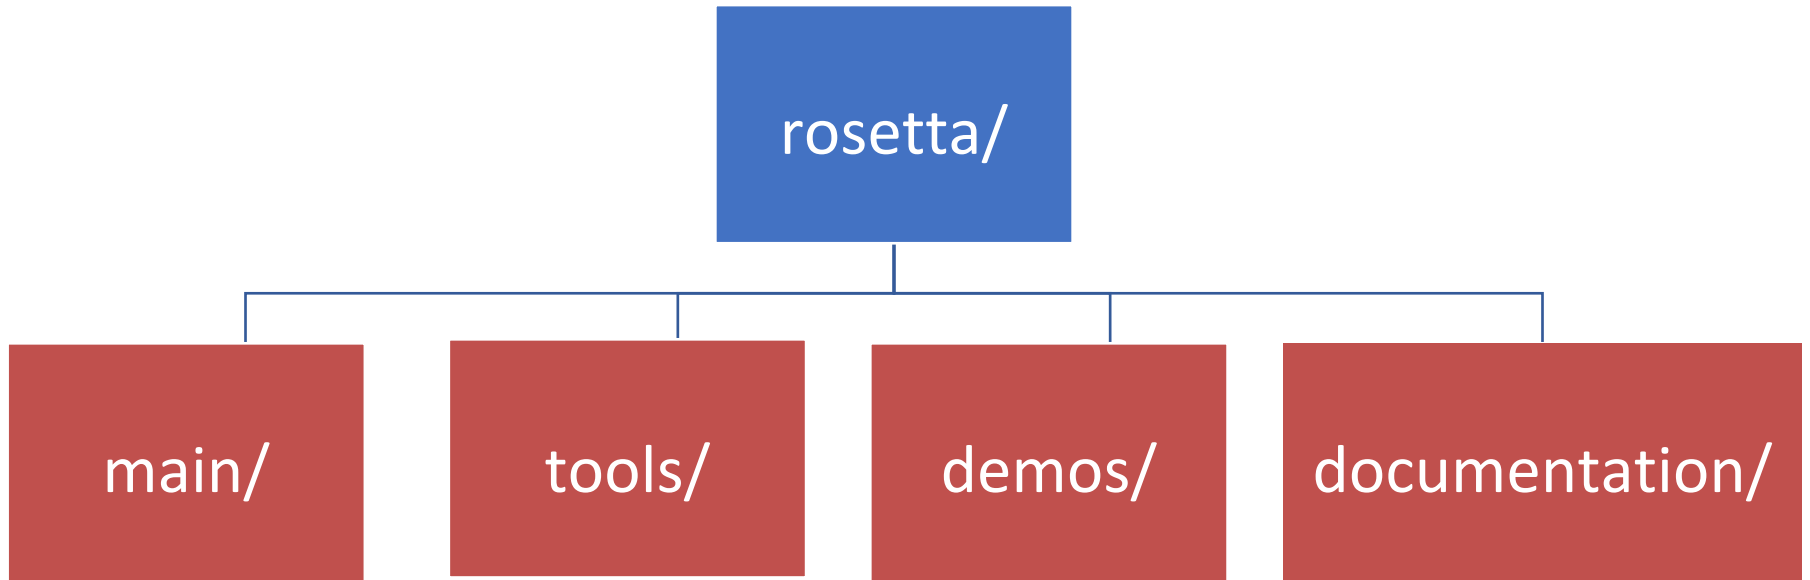 rosetta/
main/
tools/
demos/
documentation/